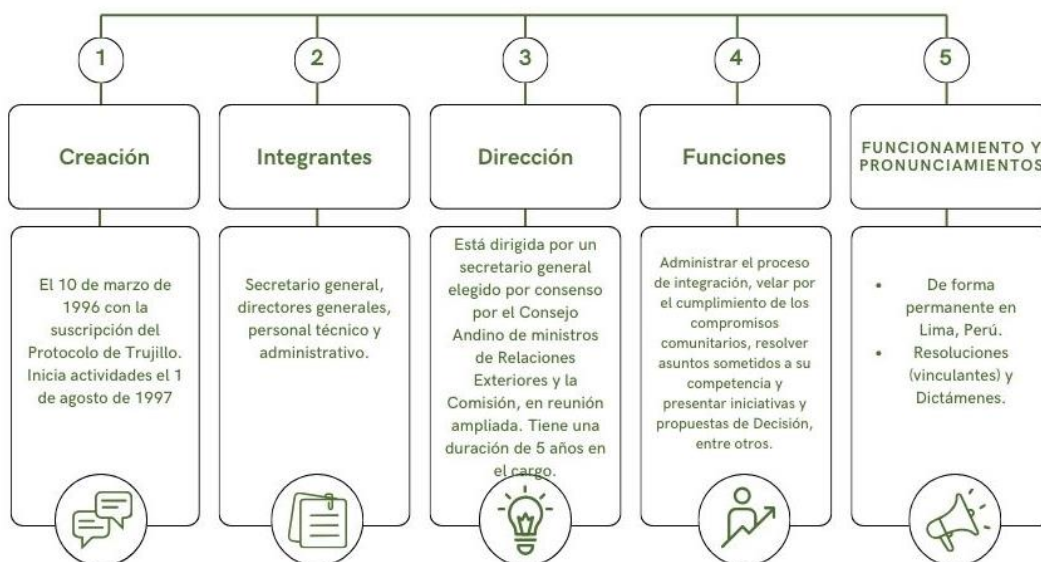 1
2
3
4
5
Creación
Integrantes
Dirección
Funciones
FUNCIONAMIENTO Y
PRONUNCIAMIENTOS
El 10 de marzo de
1996 con la
suscripción del
Protocolo de Trujillo.
Inicia actividades el 1
de agosto de 1997
Secretario general,
directores generales,
personal técnico y
administrativo.
Está dirigida por un
secretario general
elegido por consenso
por el Consejo
Andino de ministros
de Relaciones
Exteriores y la
Comisión, en reunión
ampliada. Tiene una
duración de 5 años en
el cargo.
Administrar el proceso
de integración, velar por
el cumplimiento de los
compromisos
comunitarios, resolver
asuntos sometidos a su
competencia y
presentar iniciativas y
propuestas de Decisión,
entre otros.
• De forma
permanente en
Lima, Perú.
• Resoluciones
(vinculantes) y
Dictámenes.